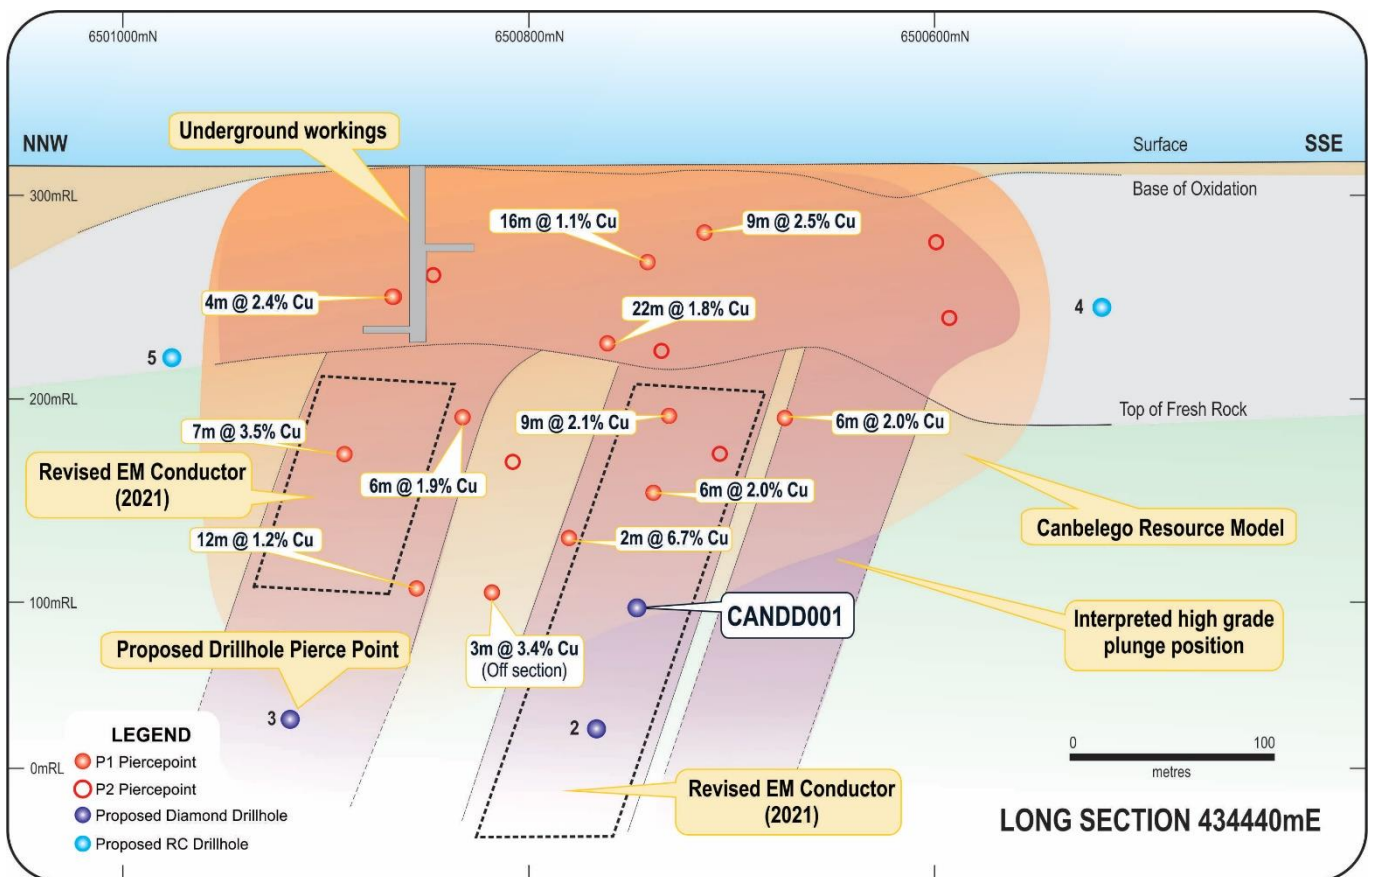 6501000mN
6500800mN
6500600mN
Underground workings
NNW
Surface
SSE
300mRL
Base of Oxidation
16m @ 1.1% Cu
9m @ 2.5% Cu
4m @ 2.4% Cu
22m @ 1.8% Cu
4
5
200mRL
Top of Fresh Rock
7m @ 3.5% Cu
9m @ 2.1% Cu
6m @ 2.0% Cu
Revised EM Conductor
(2021)
6m @ 1.9% Cu
6m @ 2.0% Cu
Canbelego Resource Model
12m @ 1.2% Cu
2m @ 6.7% Cu
100mRL
CANDD001
Interpreted high grade
plunge position
Proposed Drillhole Pierce Point
3m @ 3.4% Cu
(Off section)
3
2
LEGEND
P1 Piercepoint
P2 Piercepoint
Proposed Diamond Drillhole
Proposed RC Drillhole
0mRL
0
100
metres
Revised EM Conductor
(2021)
LONG SECTION 434440mE